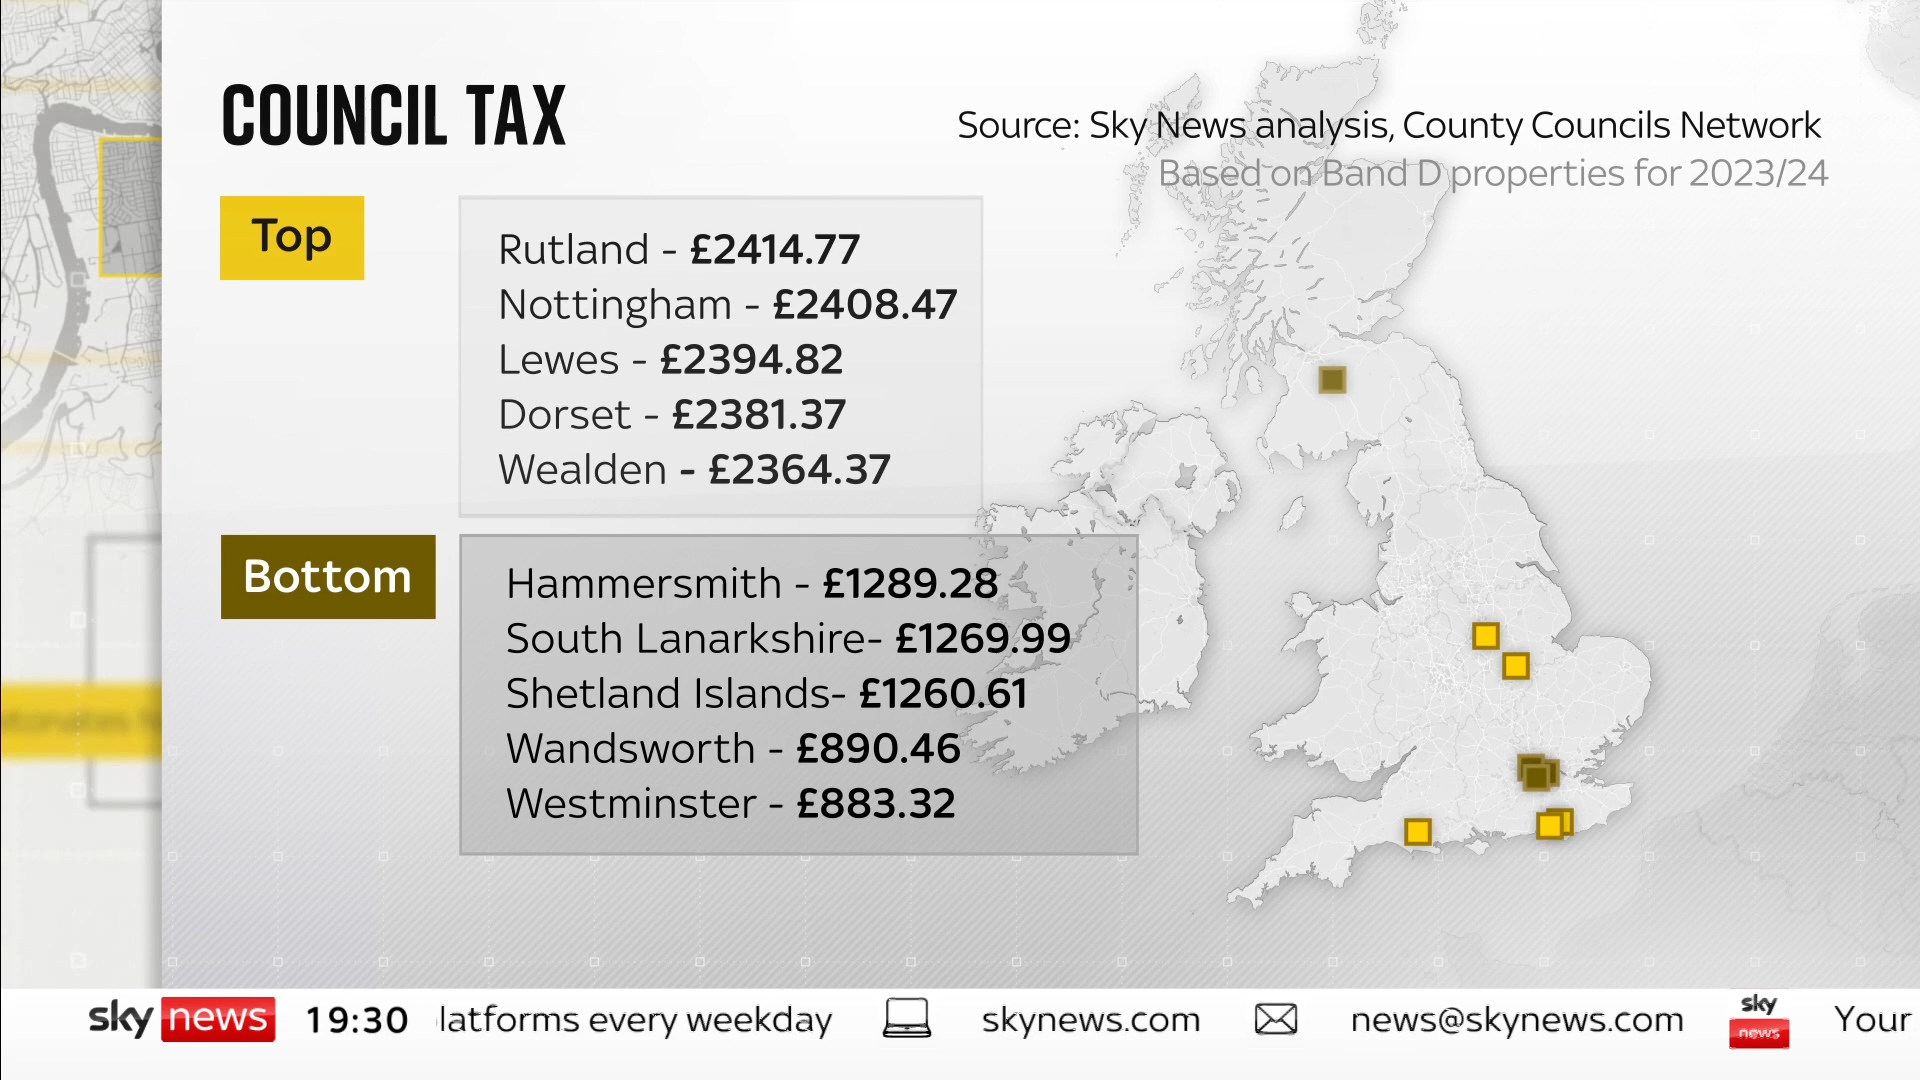 COUNCIL TAX
Source: Sky News analysis, County Councils Network
Based on Band D properties for 2023/24
Top
Rutland - £2414.77
Nottingham - £2408.47
Lewes - £2394.82
Dorset - £2381.37
Wealden - £2364.37
Bottom
Hammersmith - £1289.28
South Lanarkshire- £1269.99
Shetland Islands- £1260.61
Wandsworth - £890.46
Westminster - £883.32
sky news 19:30 latforms every weekday skynews.com news@skynews.com sky news Your